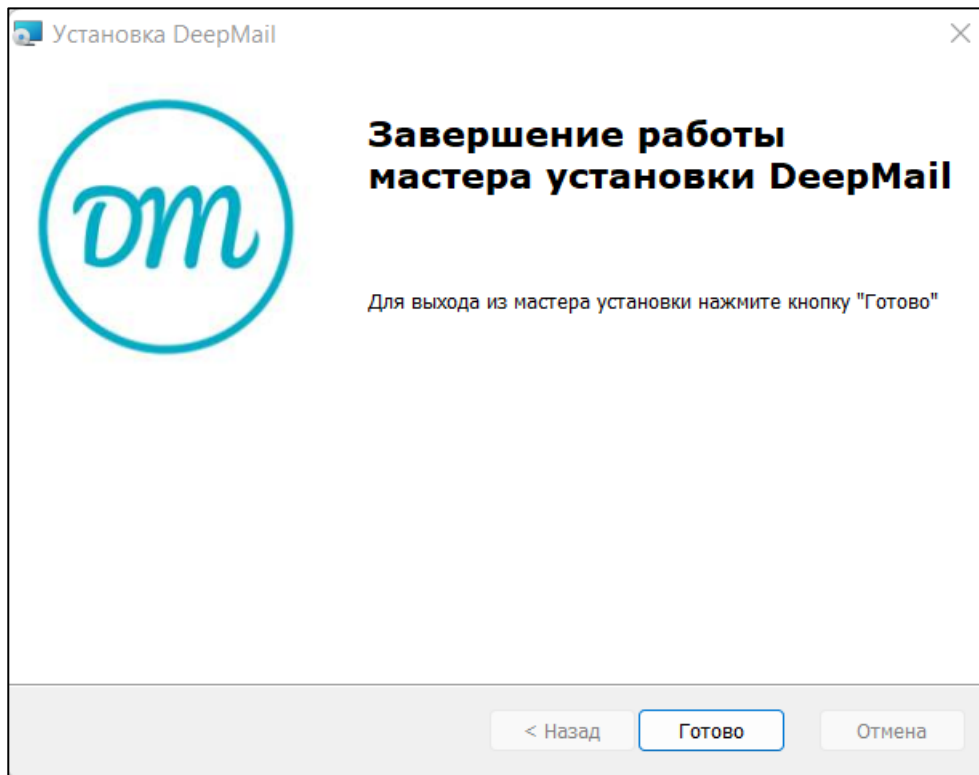 Установка DeepMail
DM
Завершение работы
мастера установки DeepMail
Для выхода из мастера установки нажмите кнопку "Готово"
< Назад
Готово
Отмена